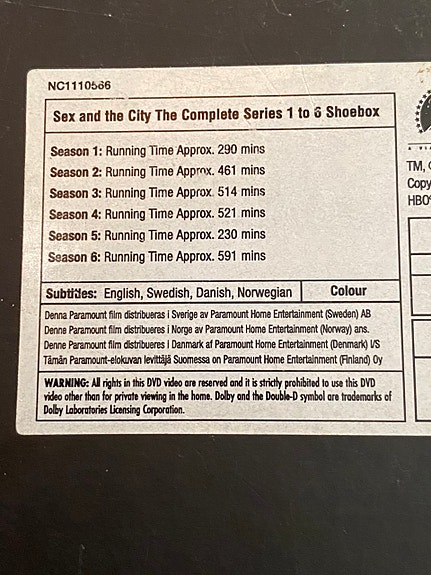 NC1110566
Sex and the City The Complete Series 1 to 6 Shoebox
Season 1: Running Time Approx. 290 mins
Season 2: Running Time Approx. 461 mins
Season 3: Running Time Approx. 514 mins
Season 4: Running Time Approx. 521 mins
Season 5: Running Time Approx. 230 mins
Season 6: Running Time Approx. 591 mins
Subtitles: English, Swedish, Danish, Norwegian Colour
Denna Paramount film distribueras i Sverige av Paramount Home Entertainment (Sweden) AB
Denne Paramount film distribueres i Norge av Paramount Home Entertainment (Norway) ans.
Denne Paramount film distribueres i Danmark af Paramount Home Entertainment (Denmark) I/S
Tämän Paramount-elokuvan levittäjä Suomessa on Paramount Home Entertainment (Finland) Oy
WARNING: All rights in this DVD video are reserved and it is strictly prohibited to use this DVD
video other than for private viewing in the home. Dolby and the Double-D symbol are trademarks of
Dolby Laboratories Licensing Corporation.
A VIA
TM,
Copy
HBO